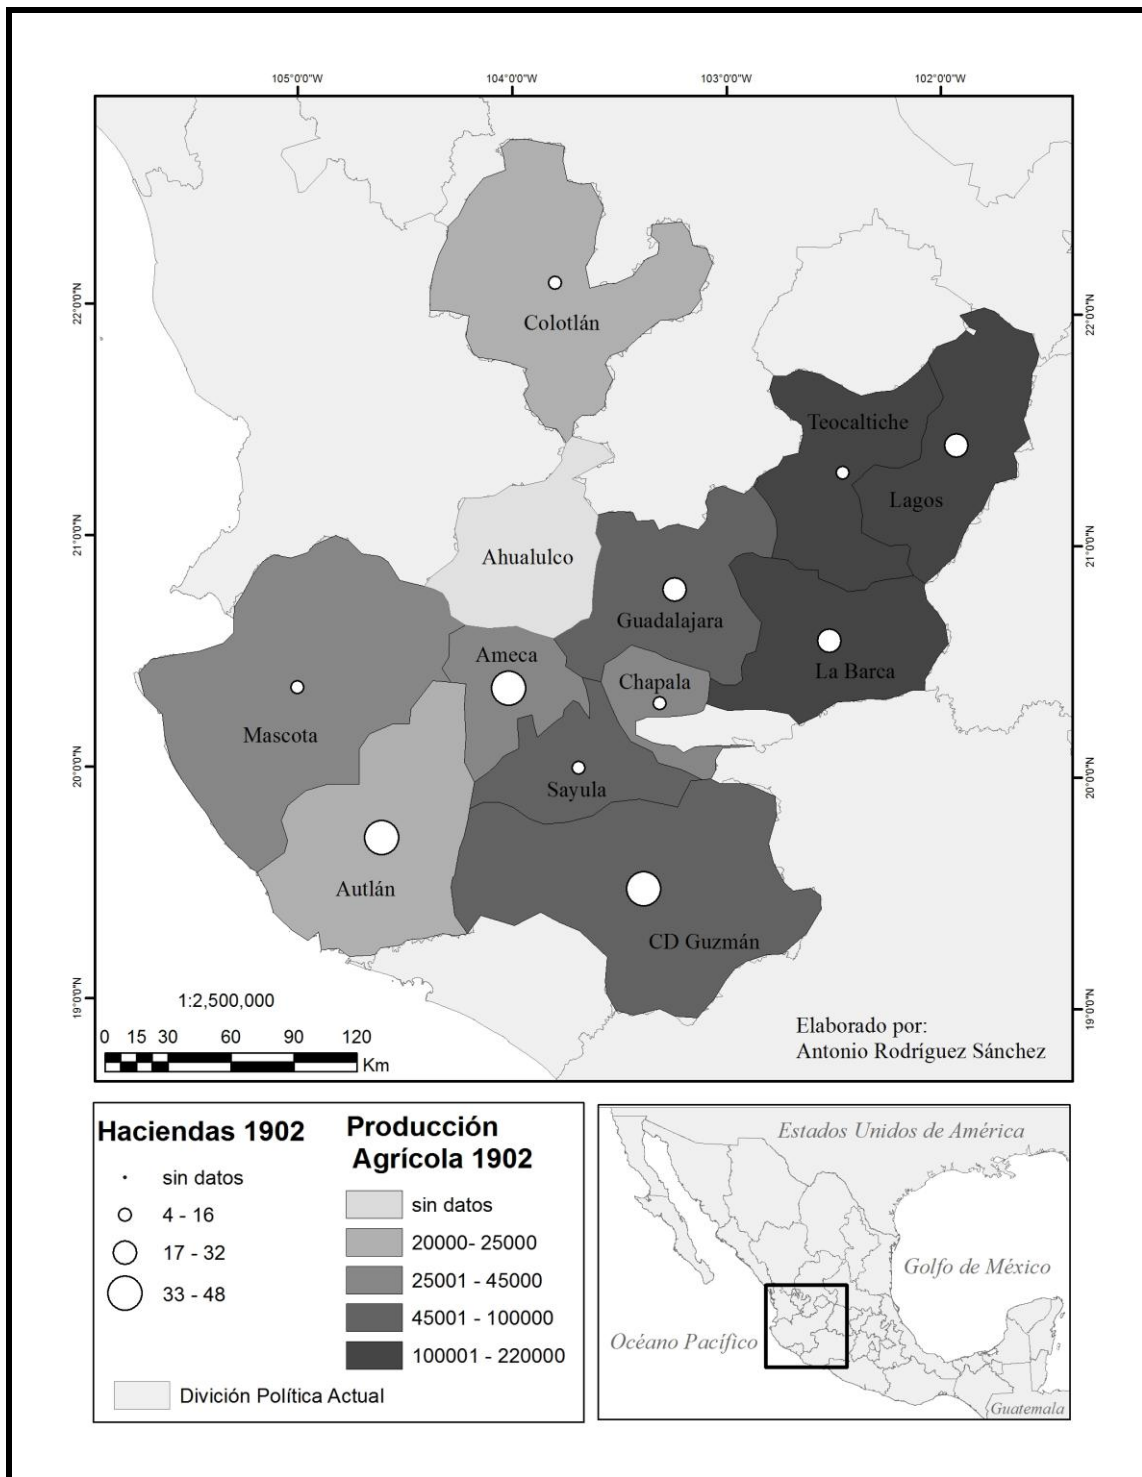 105°0'0"W
104°0'0"W
103°0'0"W
102°0'0"W
22°0'0"N
22°0'0"N
21°0'0"N
21°0'0"N
20°0'0"N
20°0'0"N
19°0'0"N
19°0'0"N
Colotlán
Teocaltiche
Lagos
Ahualulco
Guadalajara
Ameca
La Barca
Chapala
Mascota
Sayula
Autlán
CD Guzmán
1:2,500,000
0 15 30 60 90 120
Km
Elaborado por:
Antonio Rodríguez Sánchez
Haciendas 1902
sin datos
4 - 16
17 - 32
33 - 48
Producción
Agrícola 1902
sin datos
20000- 25000
25001 - 45000
45001 - 100000
100001 - 220000
División Política Actual
Estados Unidos de América
Golfo de México
Océano Pacífico
Guatemala